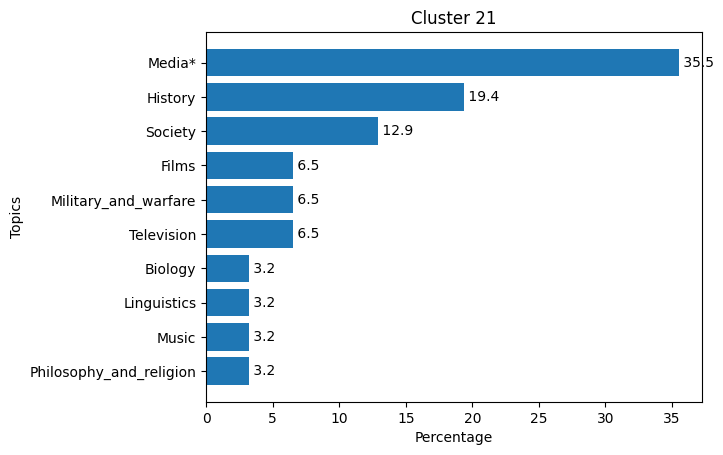 Cluster 21
Topics
Media* 35.5
History 19.4
Society 12.9
Films 6.5
Military_and_warfare 6.5
Television 6.5
Biology 3.2
Linguistics 3.2
Music 3.2
Philosophy_and_religion 3.2
0 5 10 15 20 25 30 35
Percentage